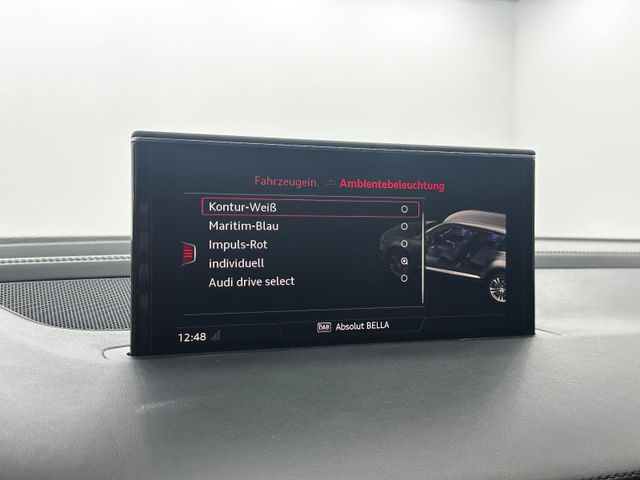 Fahrzeugein. Ambientebeleuchtung
Kontur-Weiß
Maritim-Blau
Impuls-Rot
individuell
Audi drive select
12:48
DAB Absolut BELLA